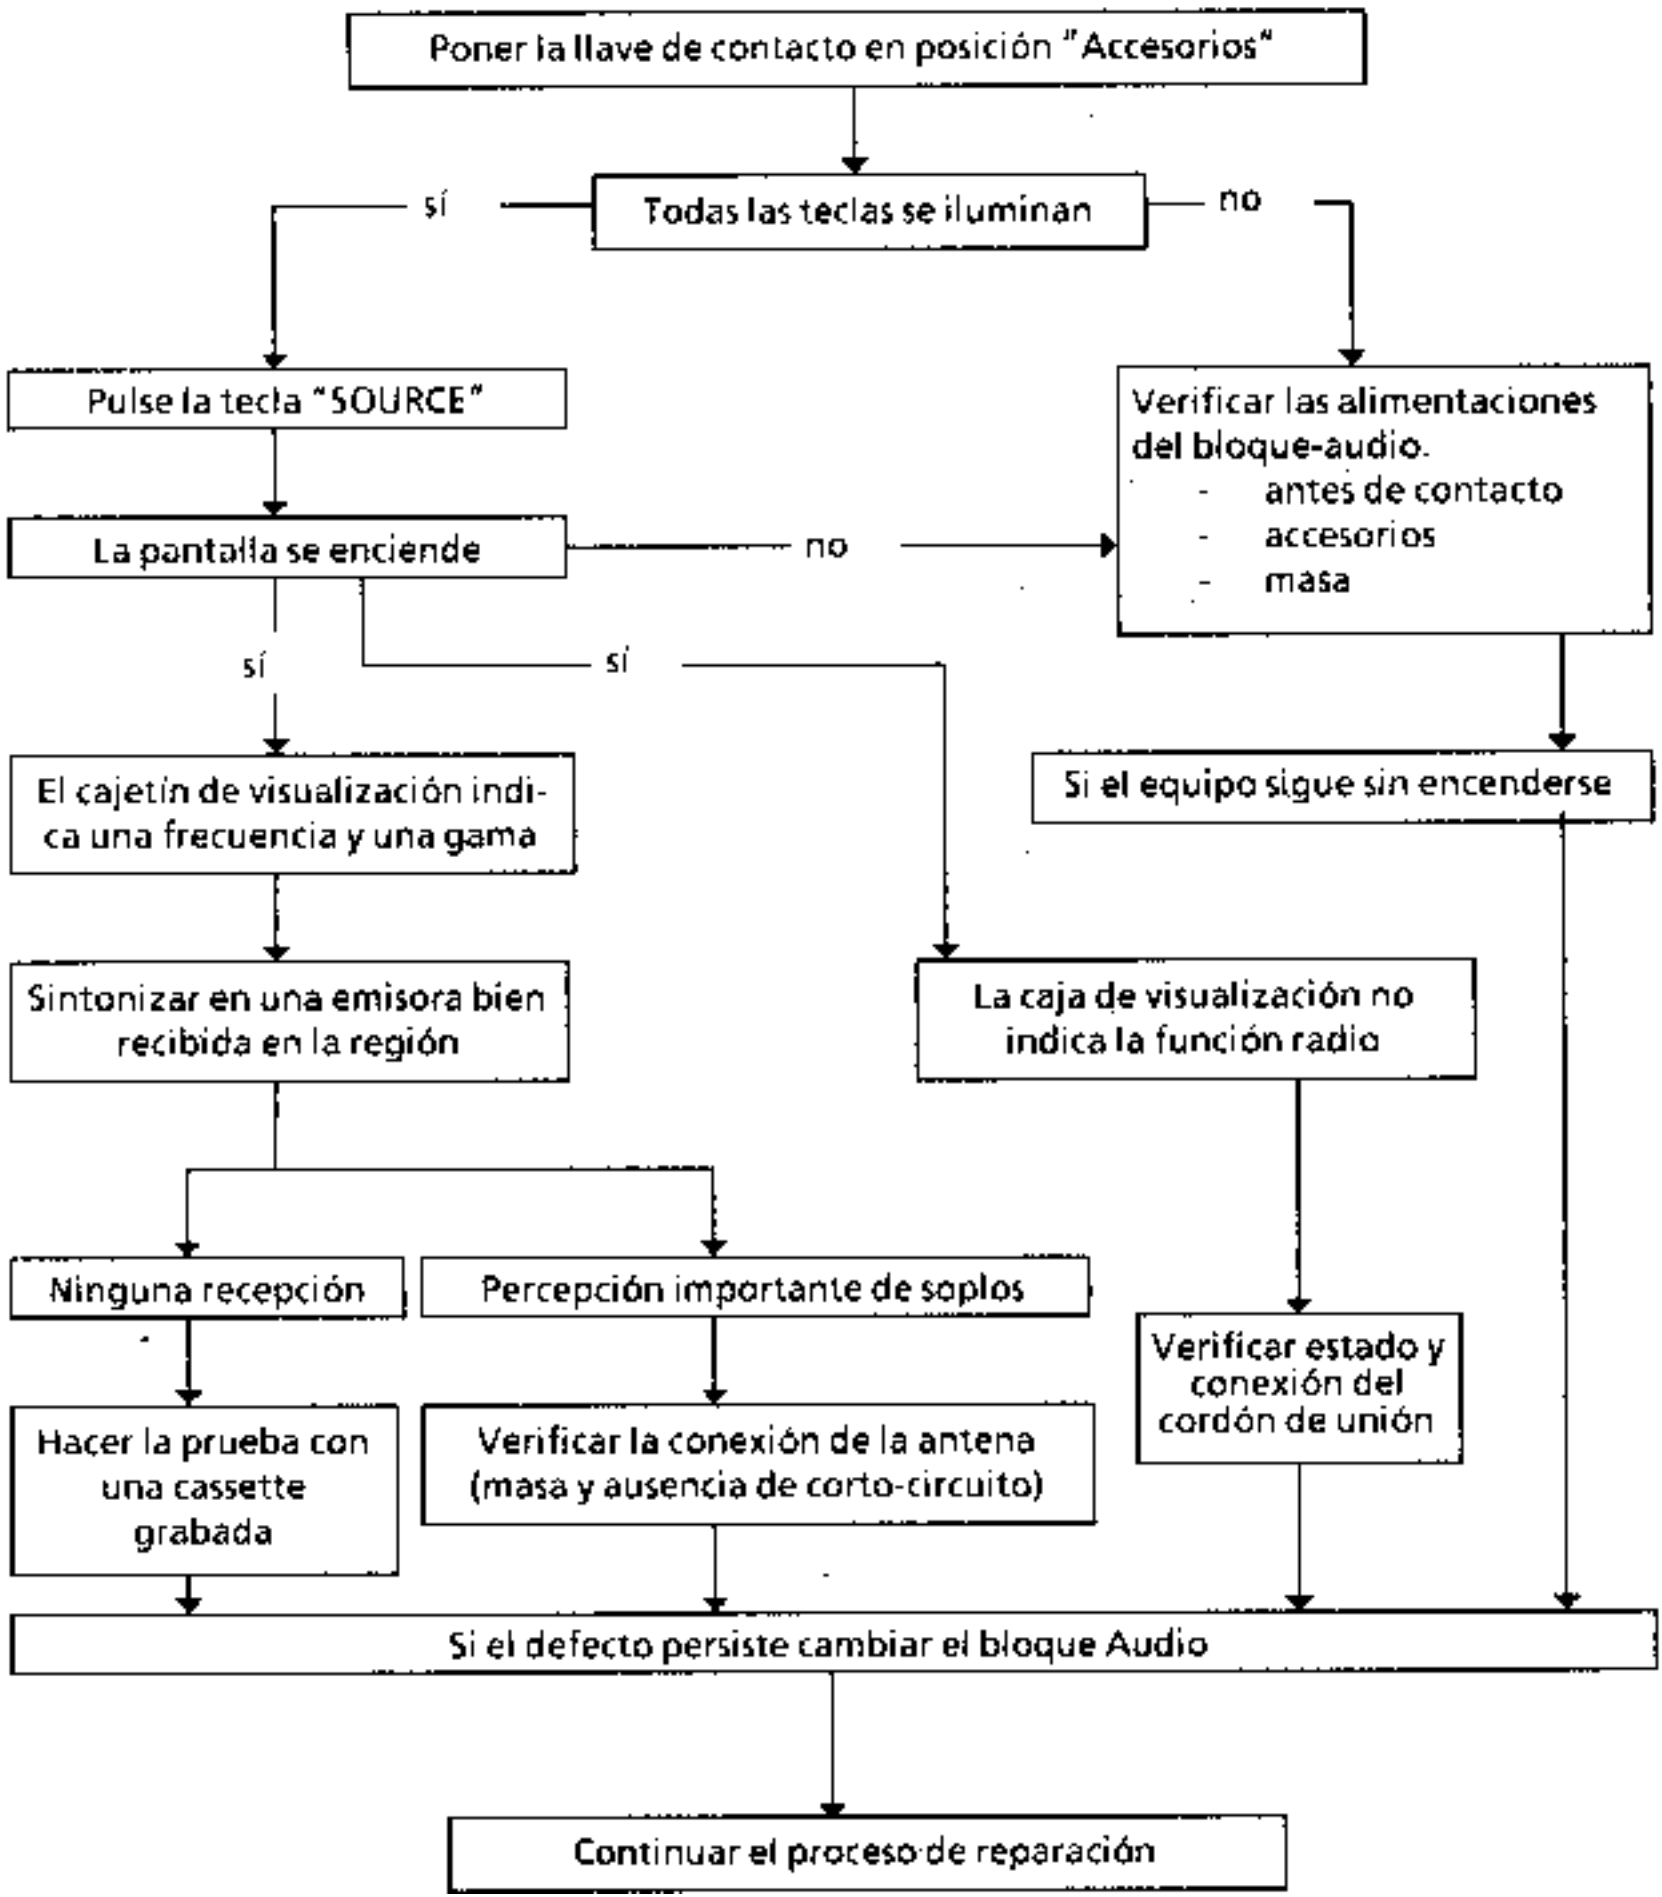 Poner la llave de contacto en posición "Accesorios"
sí
Todas las teclas se iluminan
no
Pulse la tecla "SOURCE"
Verificar las alimentaciones
del bloque-audio.
- antes de contacto
- accesorios
- masa
La pantalla se enciende
no
sí
sí
El cajetín de visualización indi-
ca una frecuencia y una gama
Si el equipo sigue sin encenderse
Sintonizar en una emisora bien
recibida en la región
La caja de visualización no
indica la función radio
Ninguna recepción
Percepción importante de soplos
Verificar estado y
conexión del
cordón de unión
Hacer la prueba con
una cassette
grabada
Verificar la conexión de la antena
(masa y ausencia de corto-circuito)
Si el defecto persiste cambiar el bloque Audio
Continuar el proceso de reparación